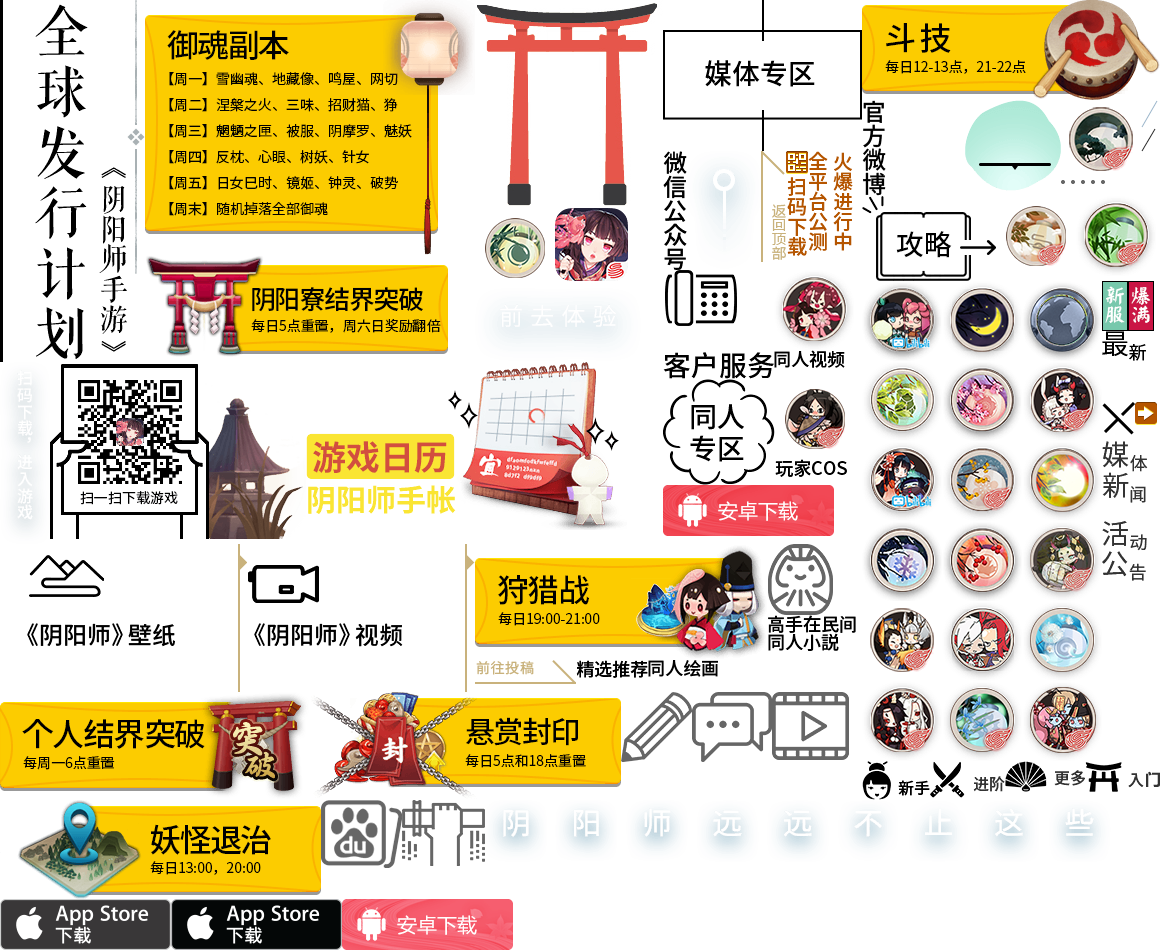 全球发行计划
《阴阳师手游》
御魂副本
【周一】雪幽魂、地藏像、鸣屋、网切
【周二】涅槃之火、三味、招财猫、狰
【周三】魍魉之匣、被服、阴摩罗、魅妖
【周四】反枕、心眼、树妖、针女
【周五】日女巳时、镜姬、钟灵、破势
【周末】随机掉落全部御魂
阴阳寮结界突破
每日5点重置，周六日奖励翻倍
前去体验
媒体专区
斗技
每日12-13点，21-22点
官方微博
微信公众号
火爆进行中
全平台公测
扫码下载
返回顶部
攻略
新服
爆满
最新
客户服务
同人视频
同人
专区
玩家COS
安卓下载
扫码下载，进入游戏
扫一扫下载游戏
游戏日历
阴阳师手帐
宜
媒体
新闻
活动
公告
《阴阳师》壁纸
《阴阳师》视频
狩猎战
每日19:00-21:00
高手在民间
同人小説
前往投稿
精选推荐同人绘画
bilibili
bilibili
个人结界突破
每周一6点重置
突破
封
悬赏封印
每日5点和18点重置
新手
进阶
更多
入门
妖怪退治
每日13:00，20:00
du
阴阳师远远不止这些
App Store
下载
App Store
下载
安卓下载